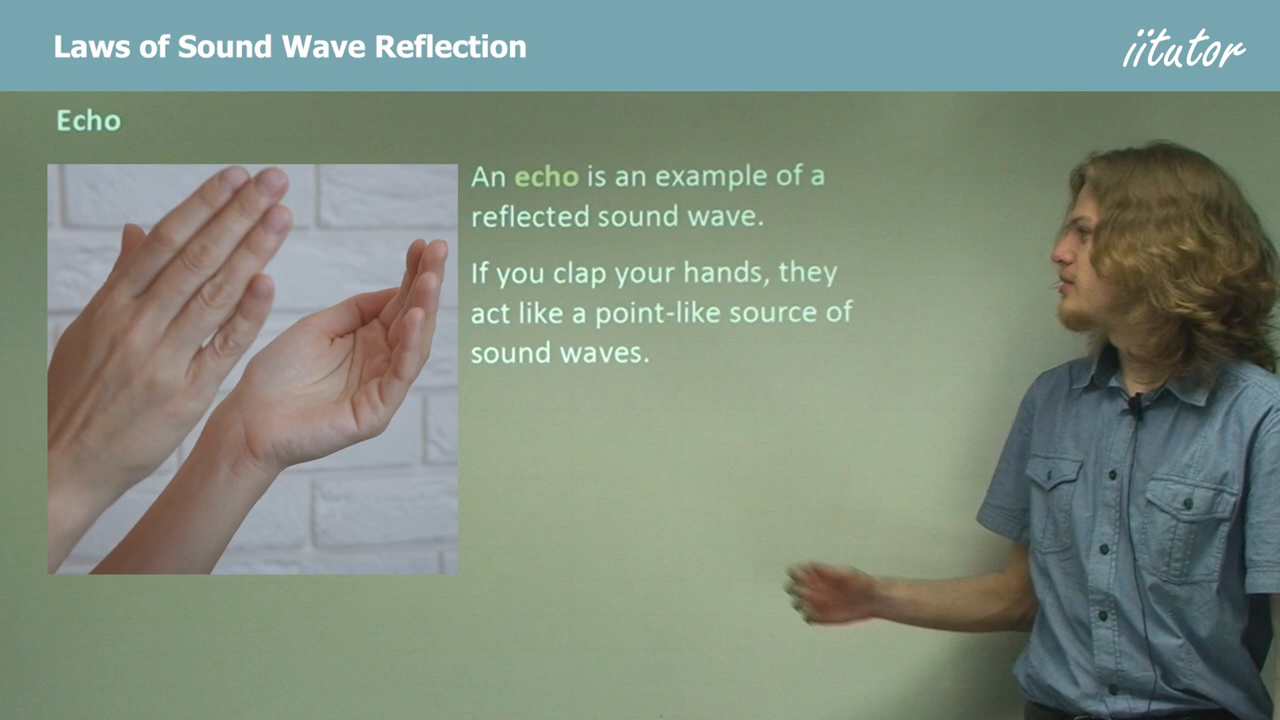 Laws of Sound Wave Reflection
iitutor
Echo
An echo is an example of a
reflected sound wave.
If you clap your hands, they
act like a point-like source of
sound waves.